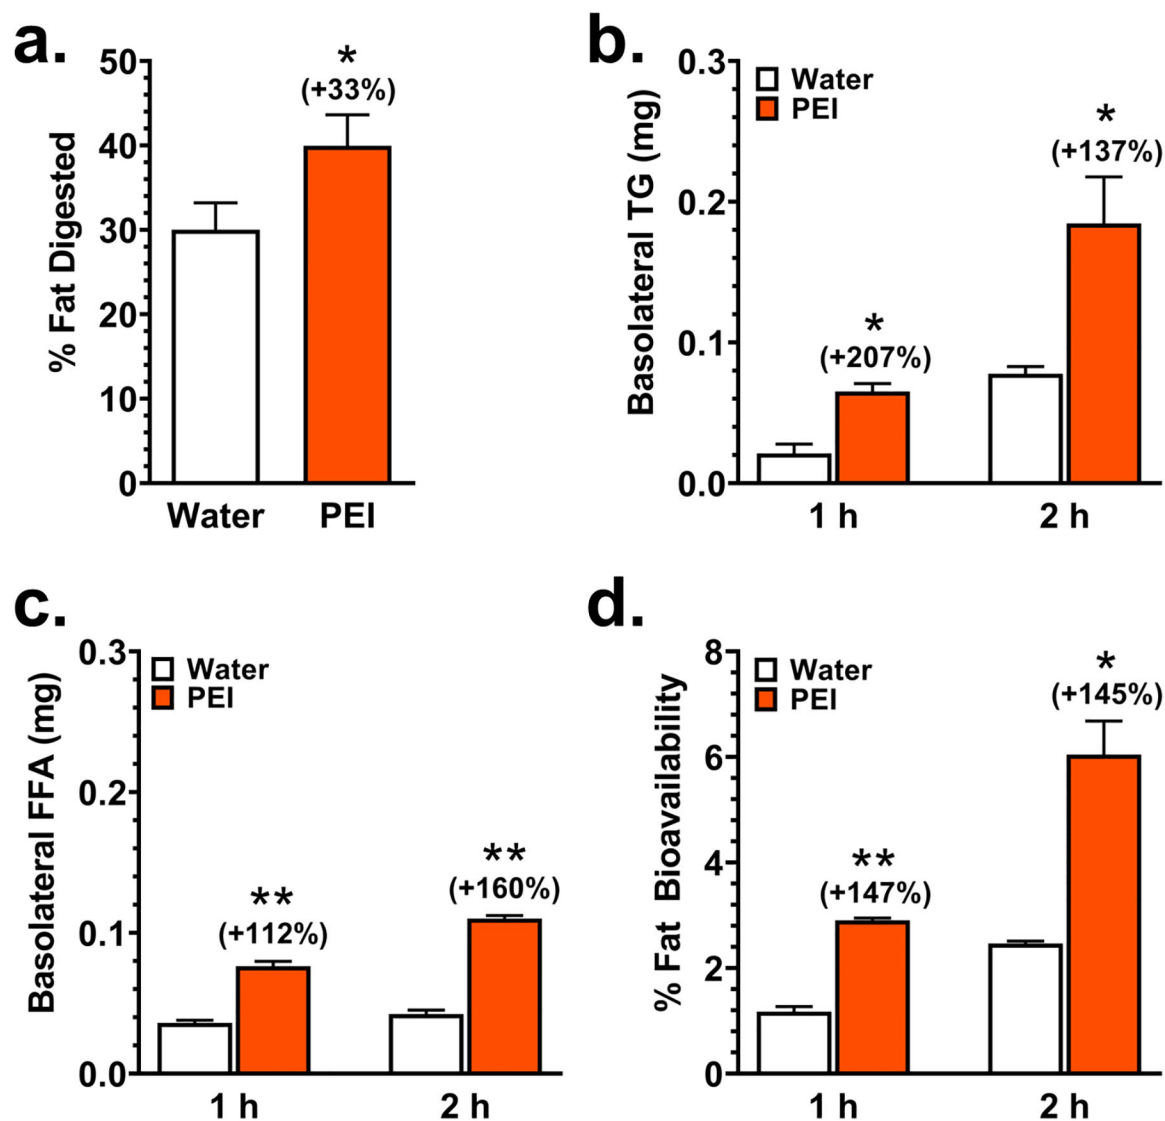 a.
% Fat Digested
50
40
30
20
10
0
*
(+33%)
Water PEI
b.
Basolateral TG (mg)
0.3
0.2
0.1
0.0
Water
PEI
*
(+207%)
*
(+137%)
1 h 2 h
c.
Basolateral FFA (mg)
0.3
0.2
0.1
0.0
Water
PEI
**
(+112%)
**
(+160%)
1 h 2 h
d.
% Fat Bioavailability
8
6
4
2
0
Water
PEI
**
(+147%)
*
(+145%)
1 h 2 h